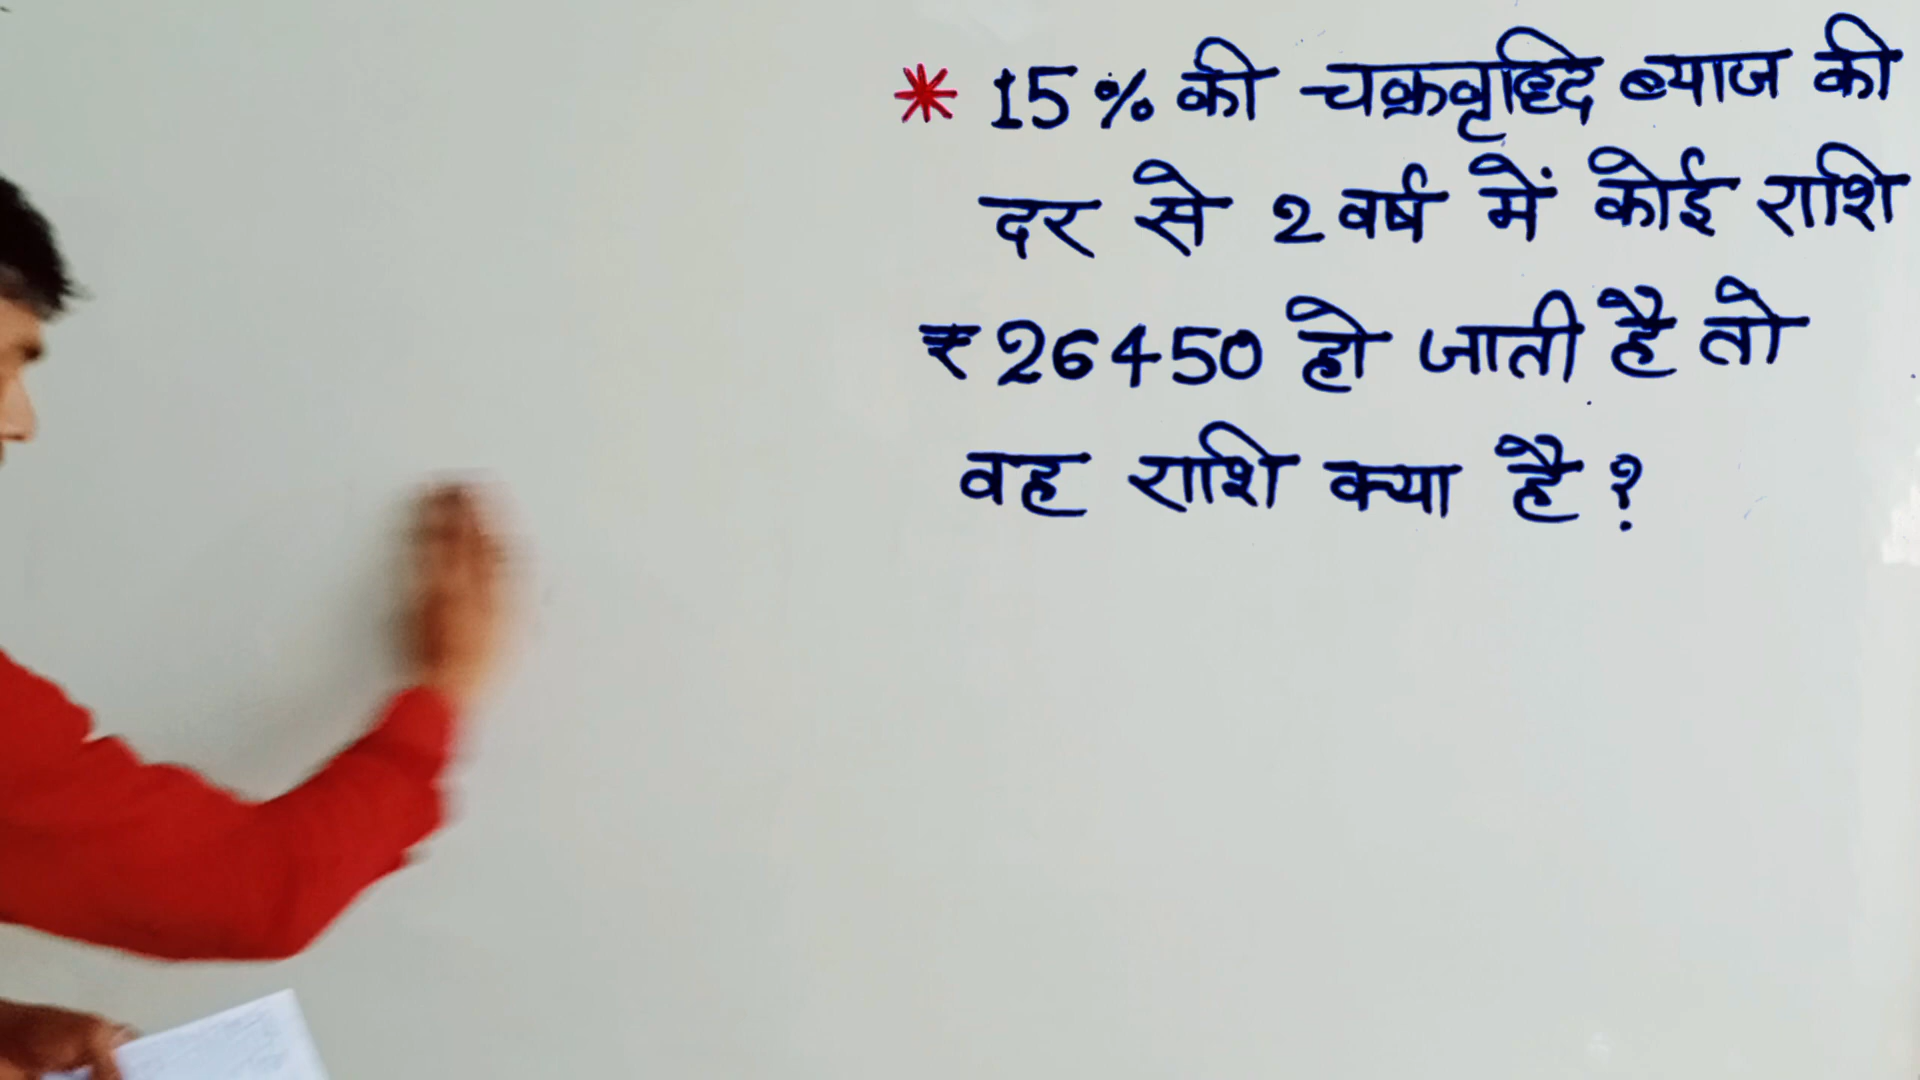 * 15% की चक्रवृद्धि ब्याज की
दर से 2 वर्ष में कोई राशि
₹26450 हो जाती है तो
वह राशि क्या है?